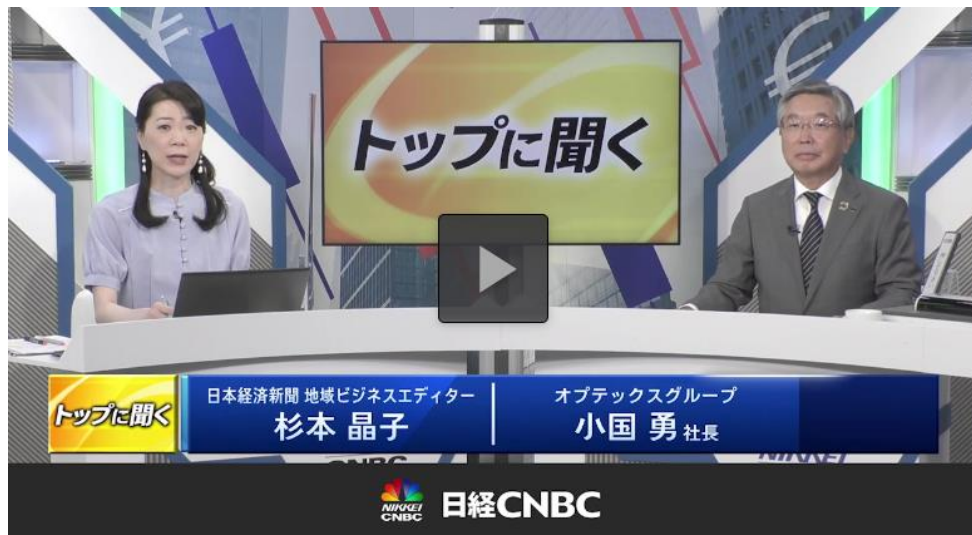 トップに聞く
トップに聞く
日本経済新聞 地域ビジネスエディター
杉本 晶子
オプテックスグループ
小国 勇 社長
CNBC
NIKKEI
NIKKEI
CNBC
日経CNBC